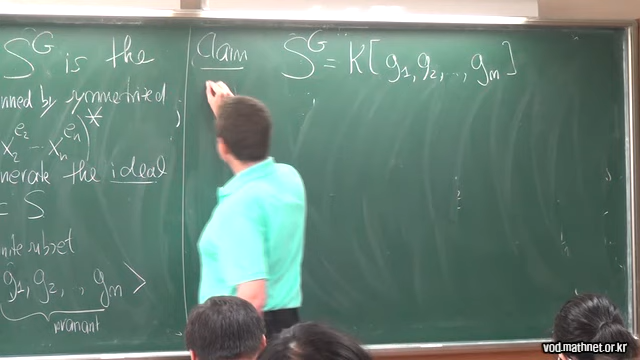 S^G is the
nned by symmetrized
x_2^{e_2} ... x_n^{e_n})^*
nerate the ideal
= S
nite subset
g_1, g_2, .., g_m >
invariant
Claim S^G = K[g_1, g_2, .., g_m]
vod.mathnet.or.kr